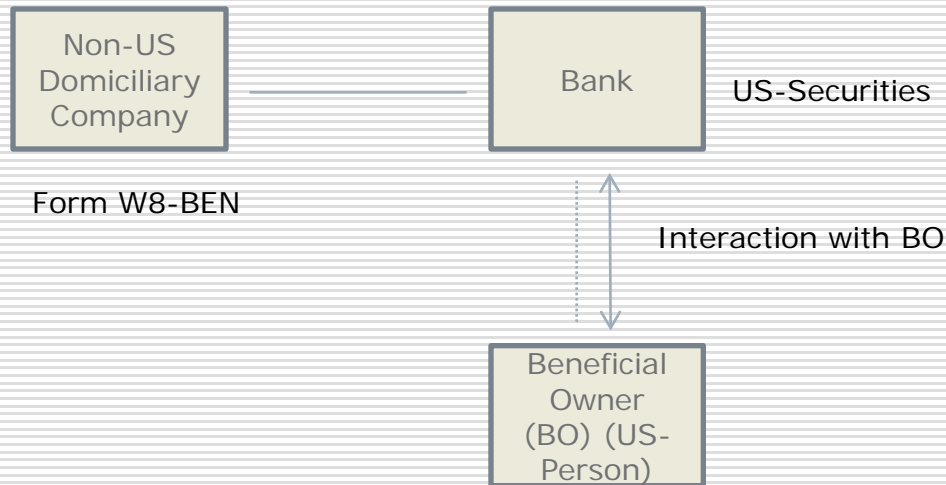 Non-US
Domiciliary
Company
Bank
US-Securities
Form W8-BEN
Interaction with BO
Beneficial
Owner
(BO) (US-
Person)